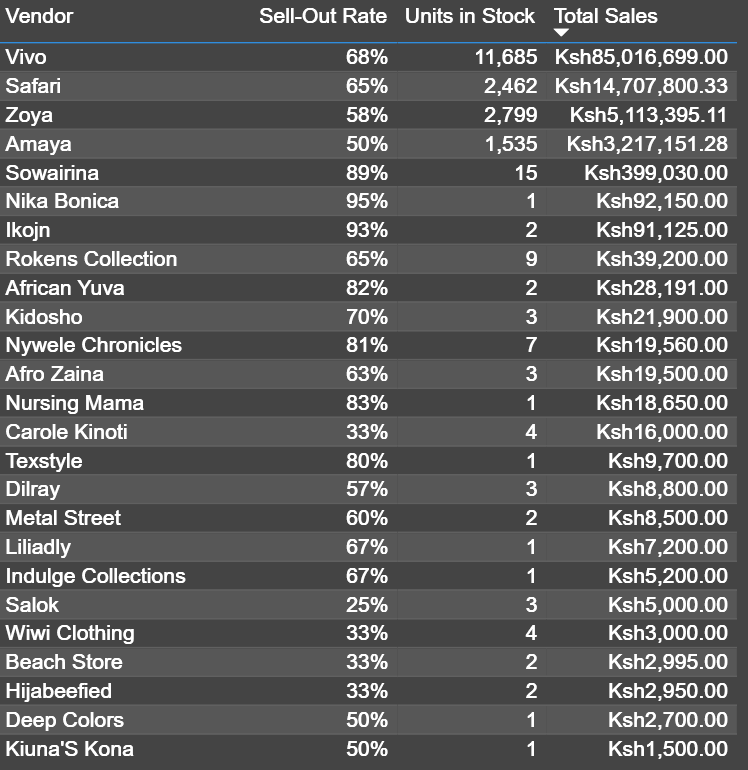 Vendor Sell-Out Rate Units in Stock Total Sales
Vivo 68% 11,685 Ksh85,016,699.00
Safari 65% 2,462 Ksh14,707,800.33
Zoya 58% 2,799 Ksh5,113,395.11
Amaya 50% 1,535 Ksh3,217,151.28
Sowairina 89% 15 Ksh399,030.00
Nika Bonica 95% 1 Ksh92,150.00
Ikojn 93% 2 Ksh91,125.00
Rokens Collection 65% 9 Ksh39,200.00
African Yuva 82% 2 Ksh28,191.00
Kidosho 70% 3 Ksh21,900.00
Nywele Chronicles 81% 7 Ksh19,560.00
Afro Zaina 63% 3 Ksh19,500.00
Nursing Mama 83% 1 Ksh18,650.00
Carole Kinoti 33% 4 Ksh16,000.00
Texstyle 80% 1 Ksh9,700.00
Dilray 57% 3 Ksh8,800.00
Metal Street 60% 2 Ksh8,500.00
Liliadly 67% 1 Ksh7,200.00
Indulge Collections 67% 1 Ksh5,200.00
Salok 25% 3 Ksh5,000.00
Wiwi Clothing 33% 4 Ksh3,000.00
Beach Store 33% 2 Ksh2,995.00
Hijabeefied 33% 2 Ksh2,950.00
Deep Colors 50% 1 Ksh2,700.00
Kiuna'S Kona 50% 1 Ksh1,500.00